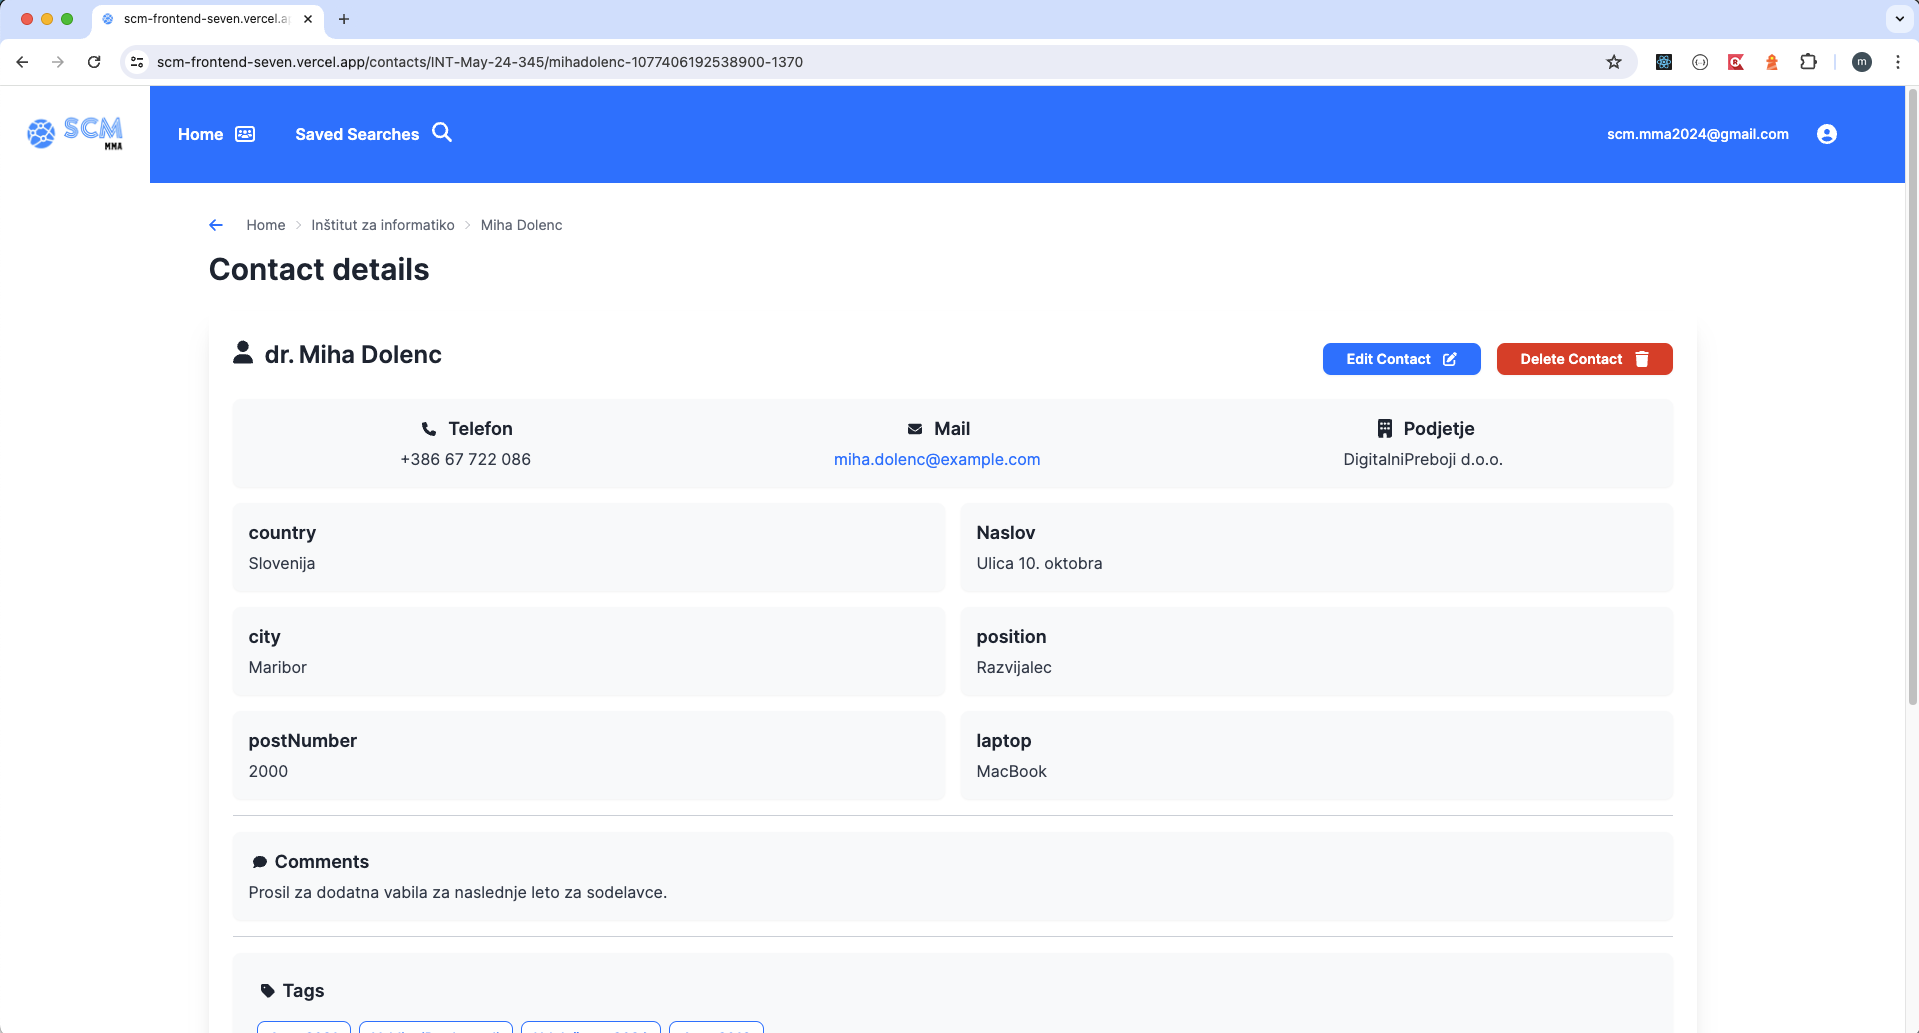 scm-frontend-seven.vercel.a
scm-frontend-seven.vercel.app/contacts/INT-May-24-345/mihadolenc-1077406192538900-1370
m
SCM
MMA
Home
Saved Searches
scm.mma2024@gmail.com
Home
Inštitut za informatiko
Miha Dolenc
Contact details
dr. Miha Dolenc
Edit Contact
Delete Contact
Telefon
+386 67 722 086
Mail
miha.dolenc@example.com
Podjetje
DigitalniPreboji d.o.o.
country
Slovenija
Naslov
Ulica 10. oktobra
city
Maribor
position
Razvijalec
postNumber
2000
laptop
MacBook
Comments
Prosil za dodatna vabila za naslednje leto za sodelavce.
Tags